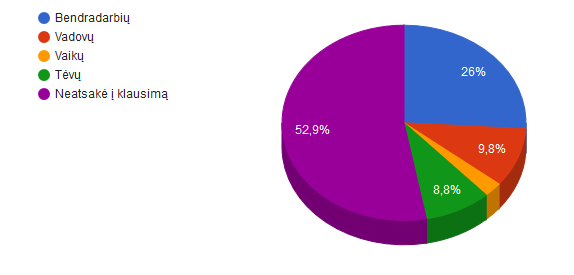 Bendradarbių
Vadovų
Vaikų
Tėvų
Neatsakė į klausimą
26%
52,9%
9,8%
8,8%